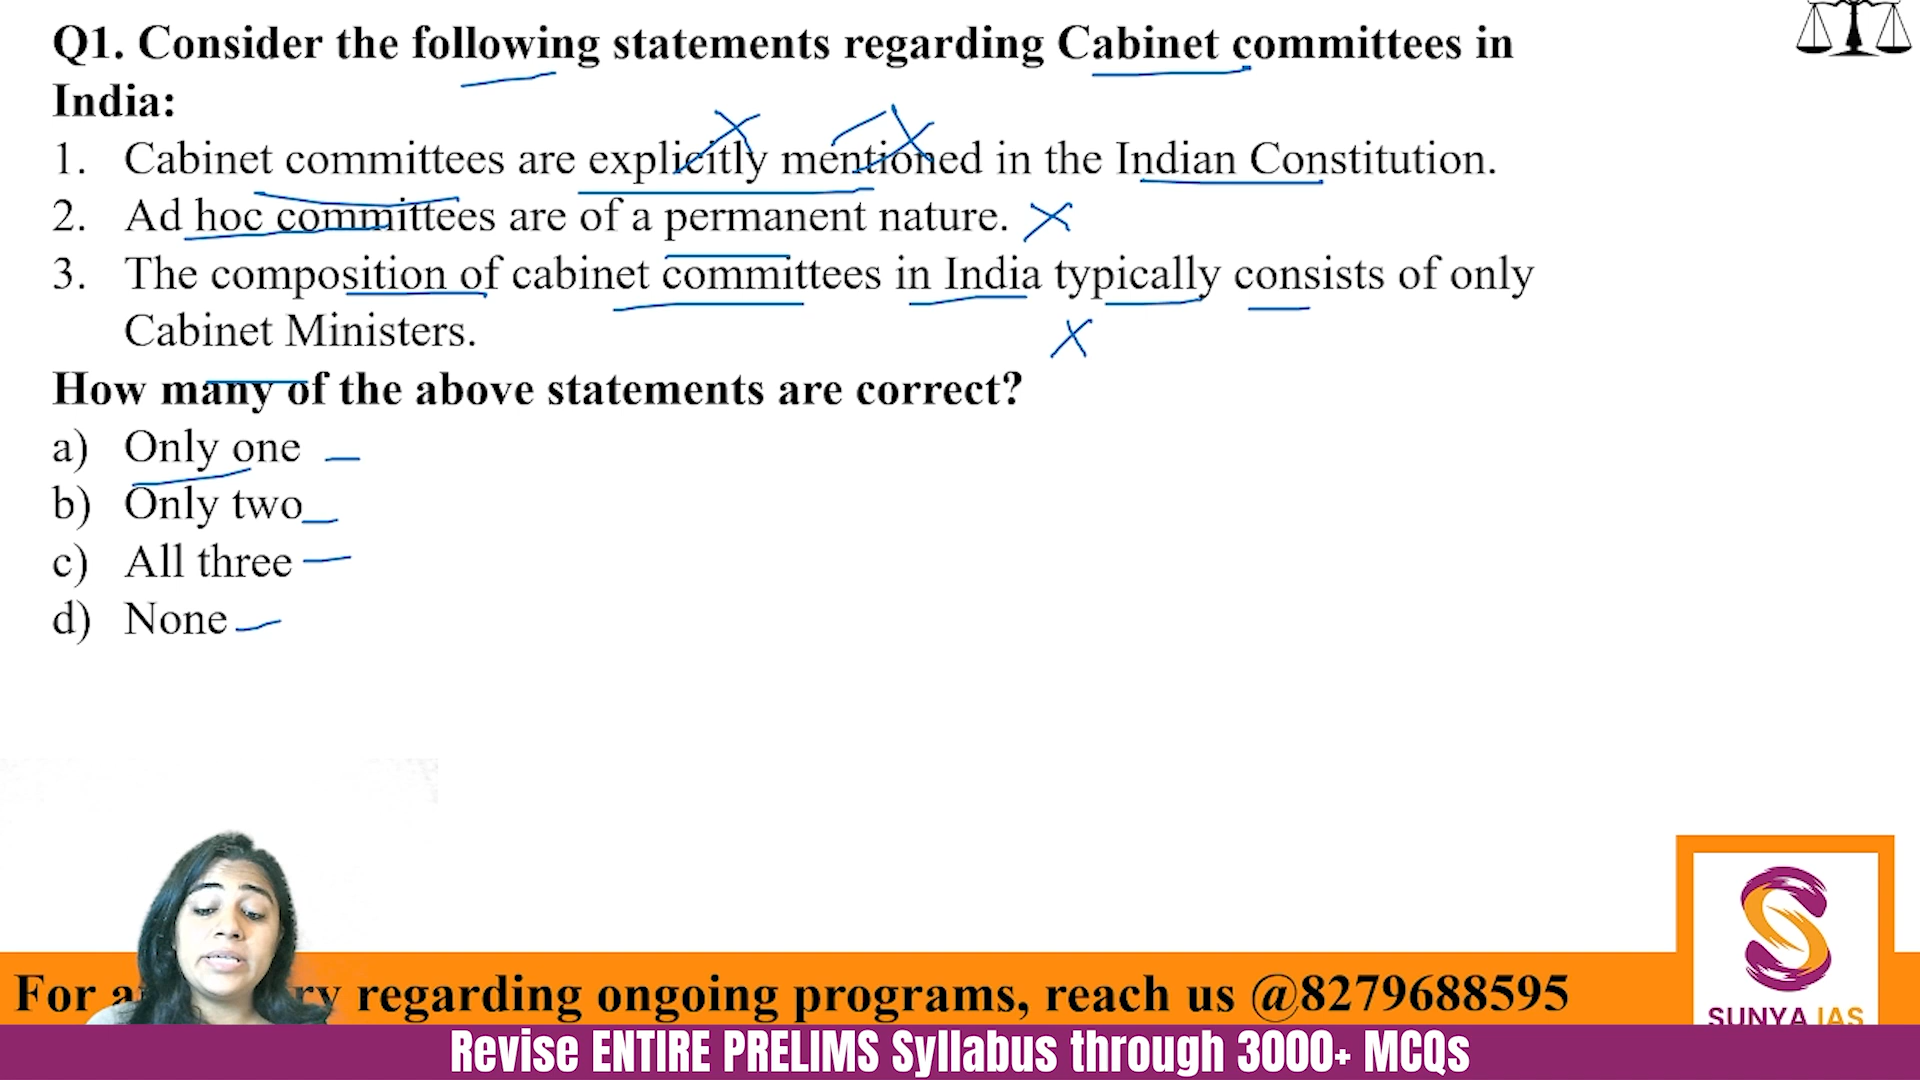 Q1. Consider the following statements regarding Cabinet committees in
India:
1. Cabinet committees are explicitly mentioned in the Indian Constitution.
2. Ad hoc committees are of a permanent nature.
3. The composition of cabinet committees in India typically consists of only
Cabinet Ministers.
How many of the above statements are correct?
a) Only one
b) Only two
c) All three
d) None
For regarding ongoing programs, reach us @8279688595
SUNYA IAS
Revise ENTIRE PRELIMS Syllabus through 3000+ MCQs